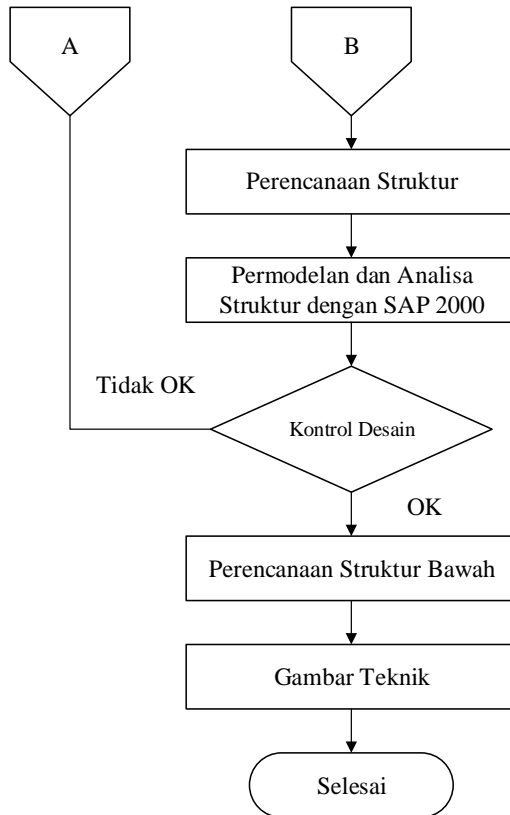 A
B
Perencanaan Struktur
Permodelan dan Analisa
Struktur dengan SAP 2000
Tidak OK
Kontrol Desain
OK
Perencanaan Struktur Bawah
Gambar Teknik
Selesai